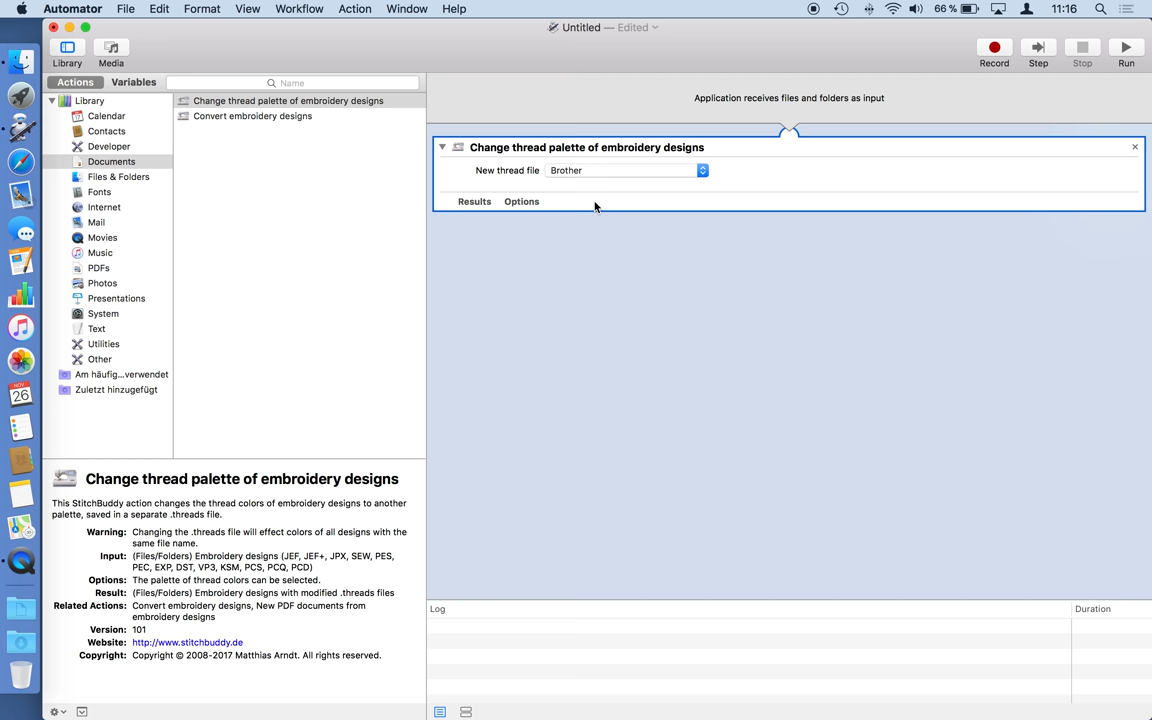 Automator File Edit Format View Workflow Action Window Help 66 % 11:16
Untitled — Edited
Library Media Record Step Stop Run
Actions Variables Name
Library
Calendar
Contacts
Developer
Documents
Files & Folders
Fonts
Internet
Mail
Movies
Music
PDFs
Photos
Presentations
System
Text
Utilities
Other
Am häufig...verwendet
Zuletzt hinzugefügt
Change thread palette of embroidery designs
Convert embroidery designs
Application receives files and folders as input
Change thread palette of embroidery designs
New thread file Brother
Results Options
Change thread palette of embroidery designs
This StitchBuddy action changes the thread colors of embroidery designs to another
palette, saved in a separate .threads file.
Warning: Changing the .threads file will effect colors of all designs with the
same file name.
Input: (Files/Folders) Embroidery designs (JEF, JEF+, JPX, SEW, PES,
PEC, EXP, DST, VP3, KSM, PCS, PCQ, PCD)
Options: The palette of thread colors can be selected.
Result: (Files/Folders) Embroidery designs with modified .threads files
Related Actions: Convert embroidery designs, New PDF documents from
embroidery designs
Version: 101
Website: http://www.stitchbuddy.de
Copyright: Copyright © 2008-2017 Matthias Arndt. All rights reserved.
Log Duration
NOV
26